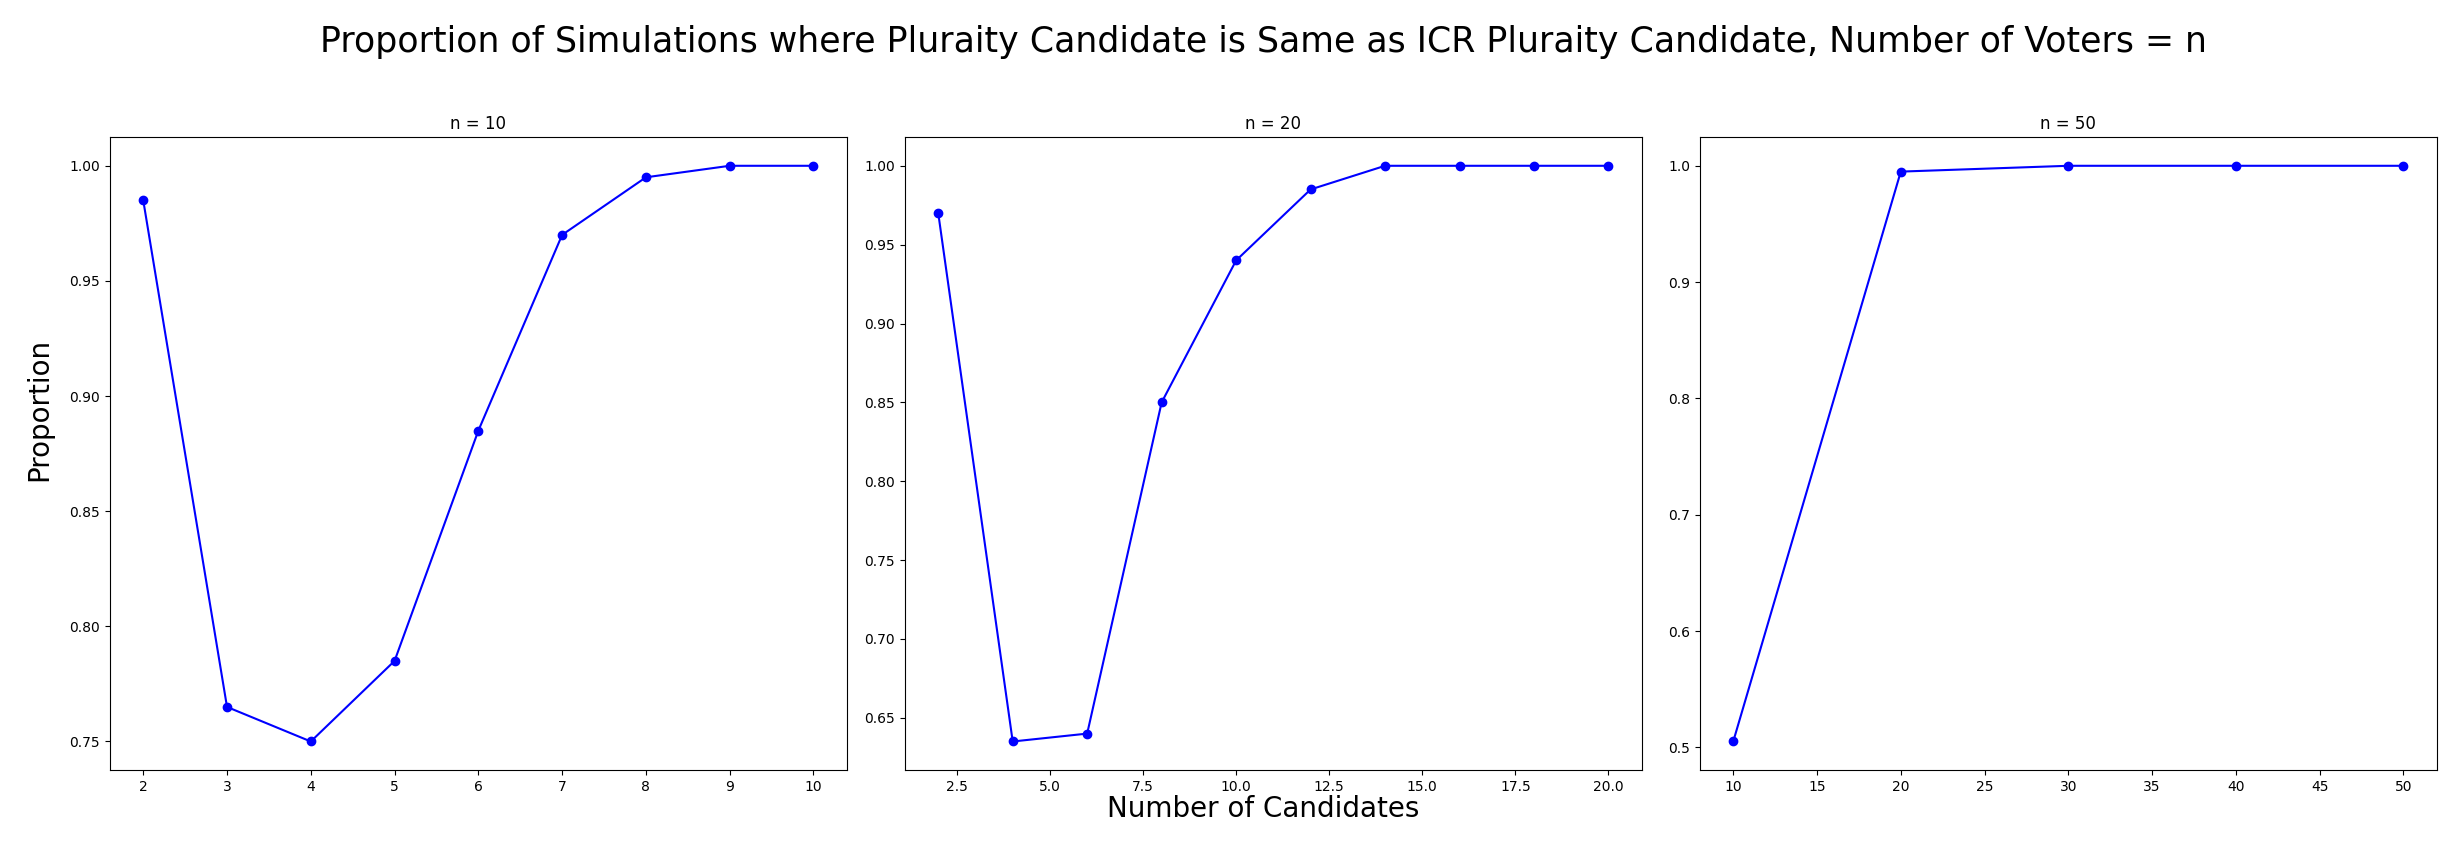 Proportion of Simulations where Pluraity Candidate is Same as ICR Pluraity Candidate, Number of Voters = n
n = 10
n = 20
n = 50
Proportion
1.00
0.95
0.90
0.85
0.80
0.75
2 3 4 5 6 7 8 9 10
1.00
0.95
0.90
0.85
0.80
0.75
0.70
0.65
2.5 5.0 7.5 10.0 12.5 15.0 17.5 20.0
1.0
0.9
0.8
0.7
0.6
0.5
10 15 20 25 30 35 40 45 50
Number of Candidates